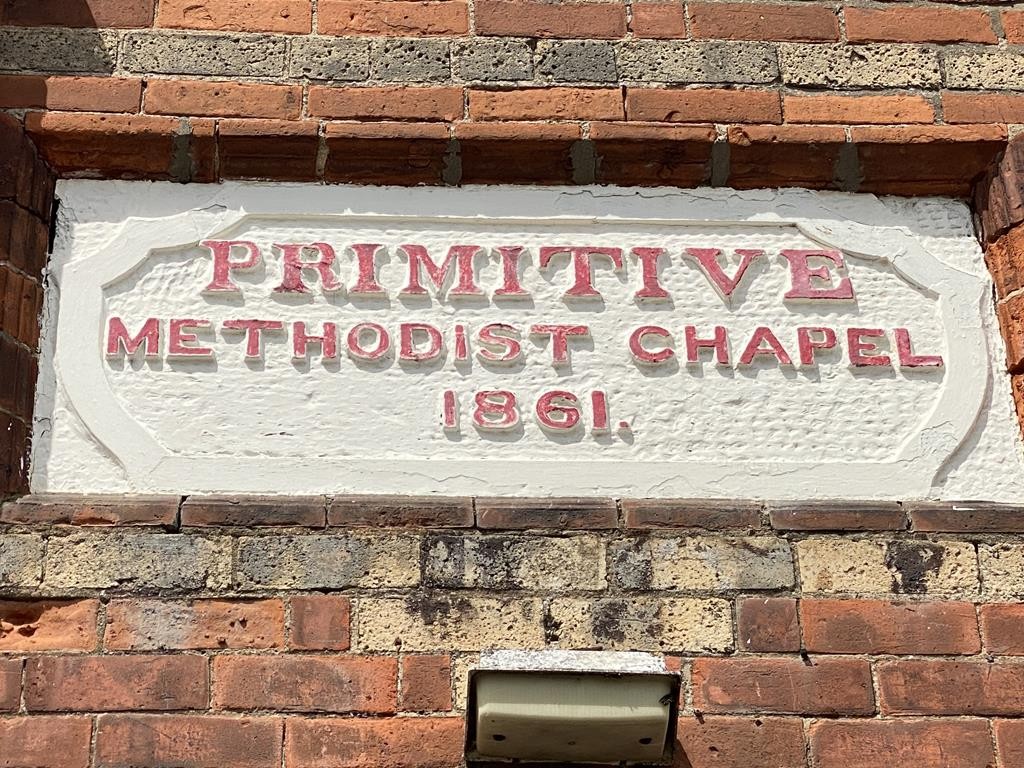 PRIMITIVE
METHODIST CHAPEL
1861.